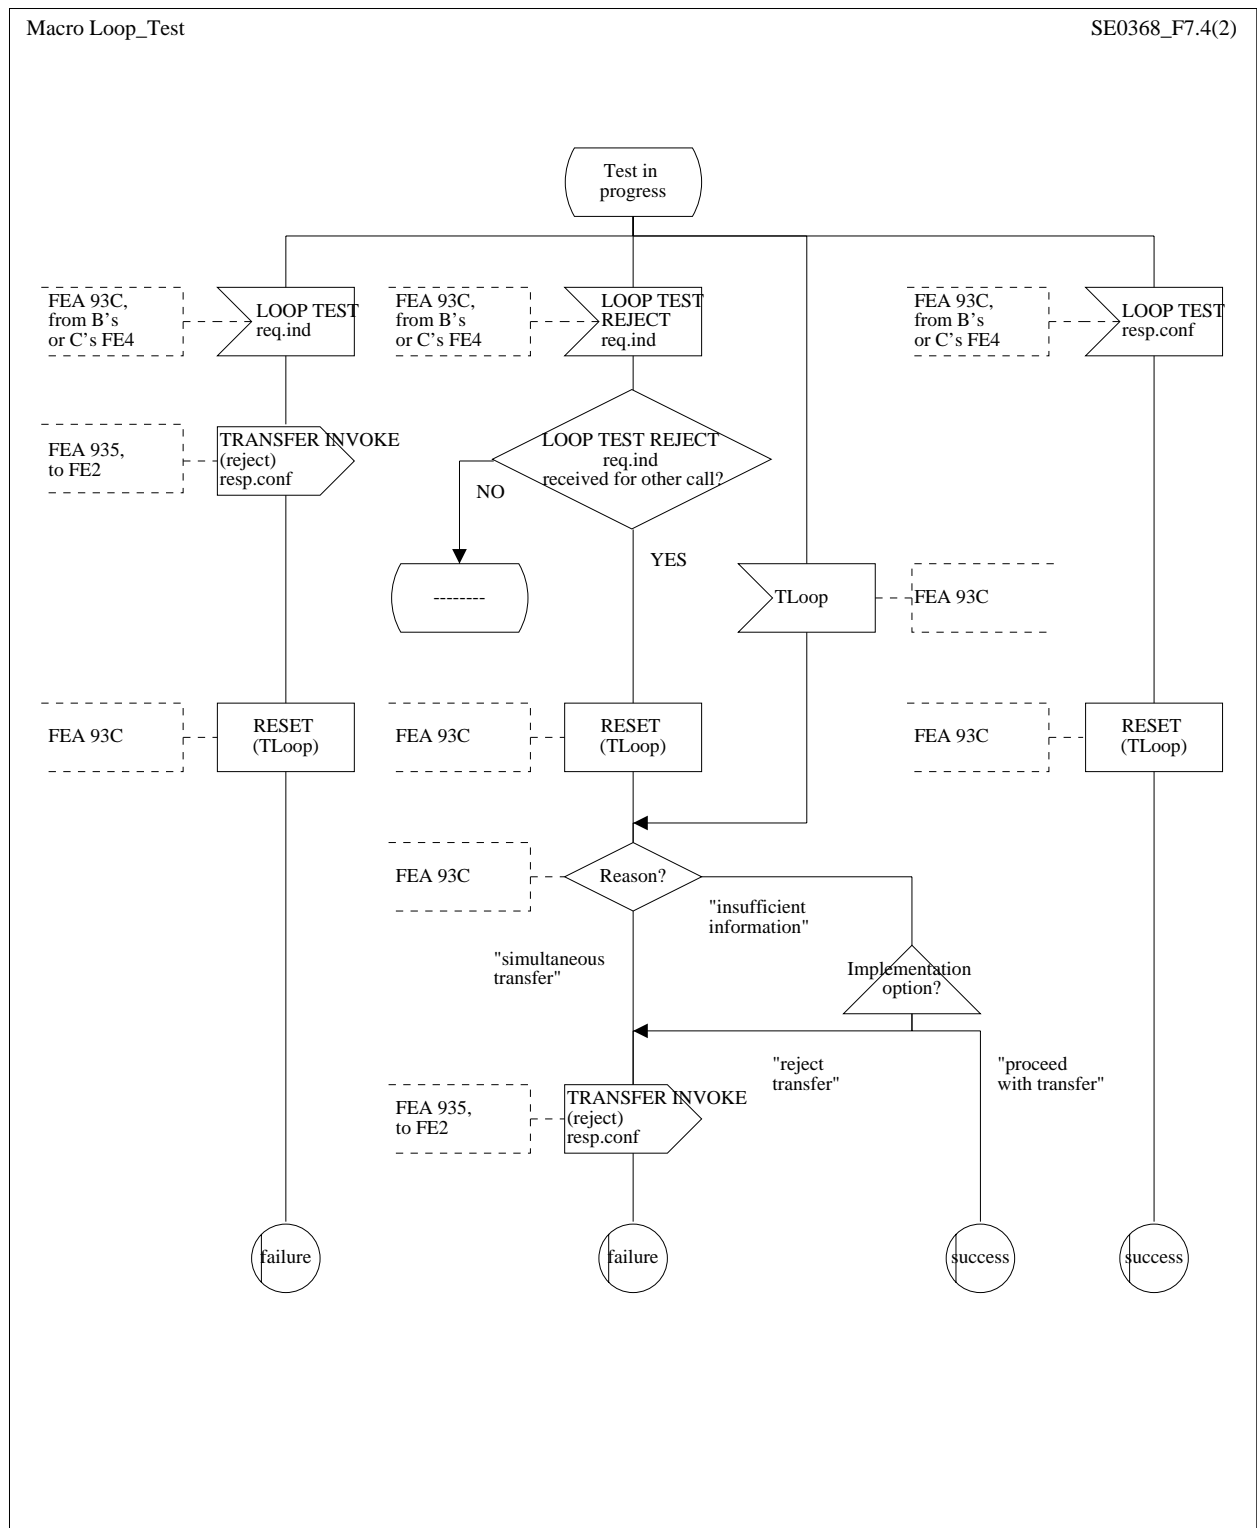 Macro Loop_Test
SE0368_F7.4(2)
Test in
progress
FEA 93C,
from B's
or C's FE4
LOOP TEST
req.ind
FEA 93C,
from B's
or C's FE4
LOOP TEST
REJECT
req.ind
FEA 93C,
from B's
or C's FE4
LOOP TEST
resp.conf
FEA 935,
to FE2
TRANSFER INVOKE
(reject)
resp.conf
LOOP TEST REJECT
req.ind
received for other call?
NO
YES
--------
TLoop
FEA 93C
FEA 93C
RESET
(TLoop)
FEA 93C
RESET
(TLoop)
FEA 93C
RESET
(TLoop)
FEA 93C
Reason?
"insufficient
information"
"simultaneous
transfer"
Implementation
option?
"reject
transfer"
"proceed
with transfer"
FEA 935,
to FE2
TRANSFER INVOKE
(reject)
resp.conf
failure
failure
success
success